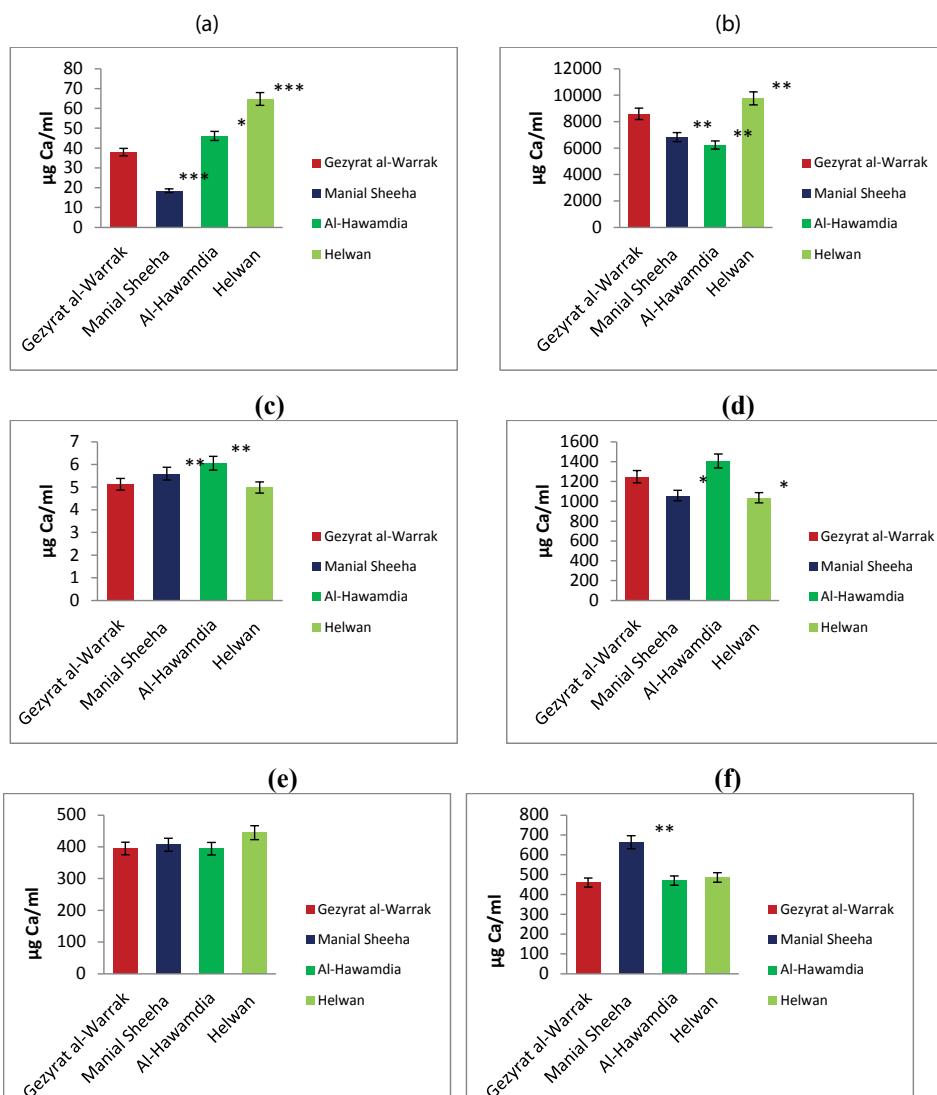 (a)
80
70
60
50
40
30
20
10
0
µg Ca/ml
***
*
***
Gezyrat al-Warrak
Manial Sheeha
Al-Hawamdia
Helwan
Gezyrat al-Warrak
Manial Sheeha
Al-Hawamdia
Helwan
(b)
12000
10000
8000
6000
4000
2000
0
µg Ca/ml
**
**
**
Gezyrat al-Warrak
Manial Sheeha
Al-Hawamdia
Helwan
Gezyrat al-Warrak
Manial Sheeha
Al-Hawamdia
Helwan
(c)
7
6
5
4
3
2
1
0
µg Ca/ml
**
**
Gezyrat al-Warrak
Manial Sheeha
Al-Hawamdia
Helwan
Gezyrat al-Warrak
Manial Sheeha
Al-Hawamdia
Helwan
(d)
1600
1400
1200
1000
800
600
400
200
0
µg Ca/ml
*
*
Gezyrat al-Warrak
Manial Sheeha
Al-Hawamdia
Helwan
Gezyrat al-Warrak
Manial Sheeha
Al-Hawamdia
Helwan
(e)
500
400
300
200
100
0
µg Ca/ml
Gezyrat al-Warrak
Manial Sheeha
Al-Hawamdia
Helwan
Gezyrat al-Warrak
Manial Sheeha
Al-Hawamdia
Helwan
(f)
800
700
600
500
400
300
200
100
0
µg Ca/ml
**
Gezyrat al-Warrak
Manial Sheeha
Al-Hawamdia
Helwan
Gezyrat al-Warrak
Manial Sheeha
Al-Hawamdia
Helwan